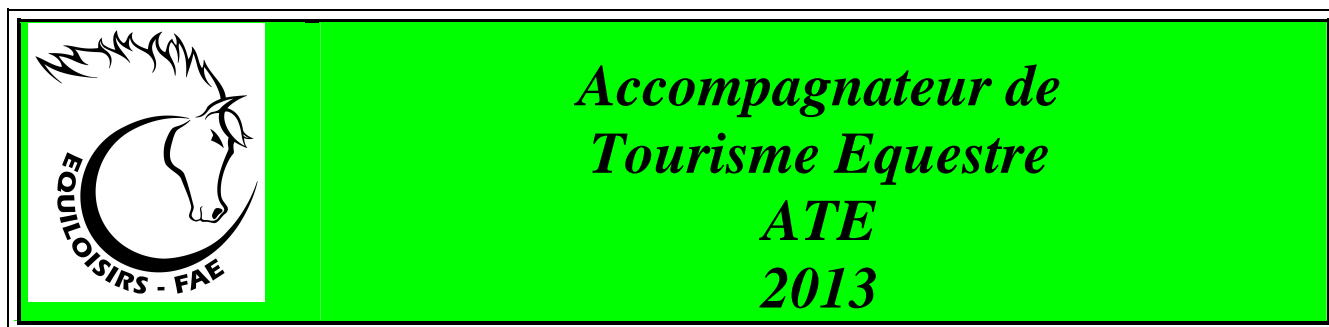 EQUILOISIRS - FAE
Accompagnateur de
Tourisme Equestre
ATE
2013